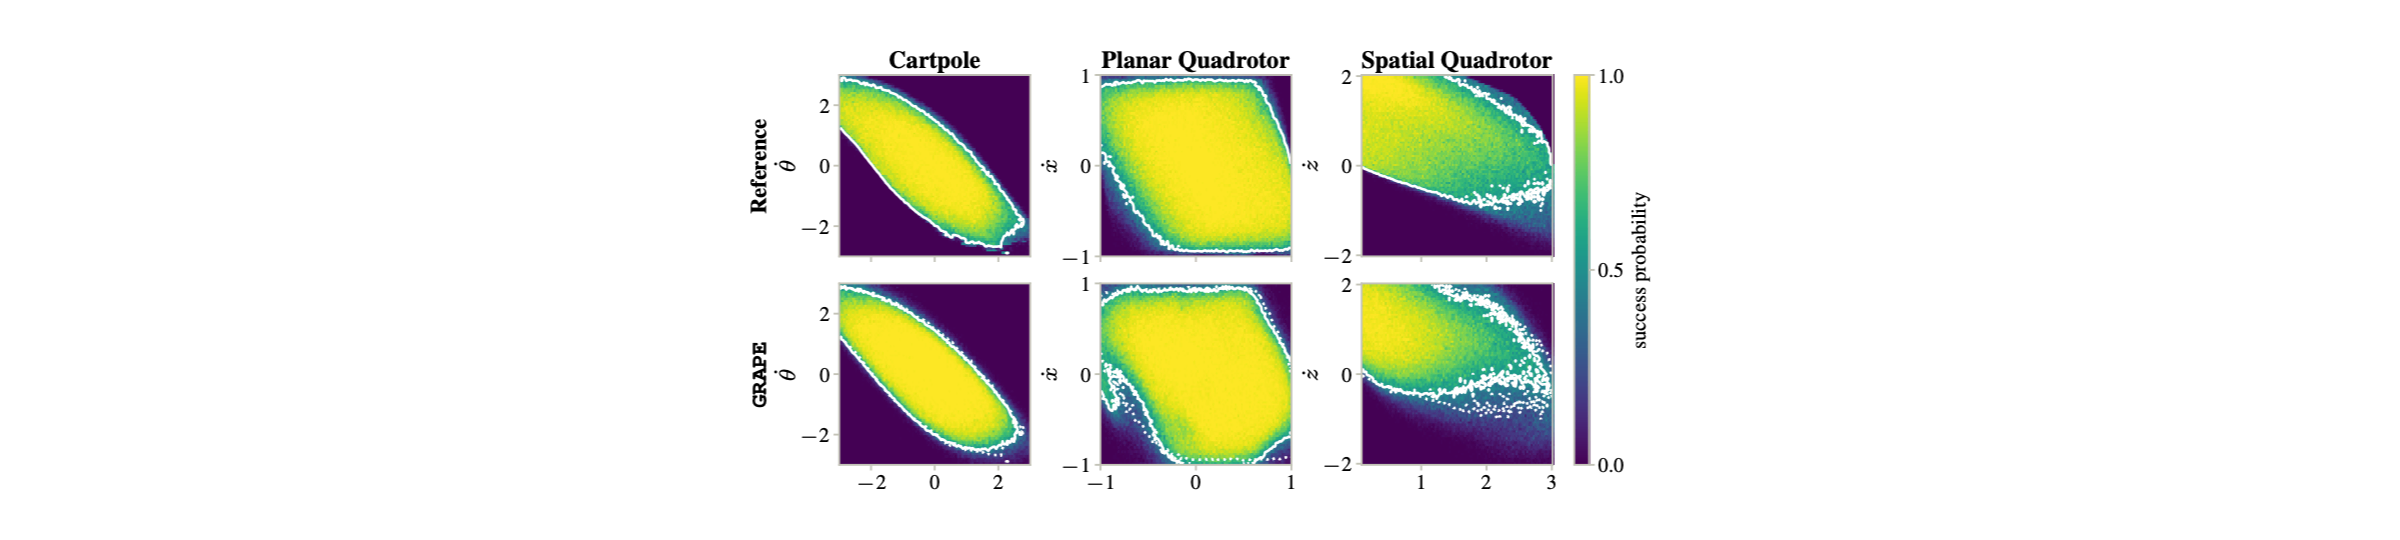 Cartpole
Planar Quadrotor
Spatial Quadrotor
Reference
θ̇
2
0
−2
ẋ
1
0
−1
ż
2
0
−2
GRAPE
θ̇
2
0
−2
−2 0 2
ẋ
1
0
−1
−1 0 1
ż
2
0
−2
1 2 3
1.0
0.5
0.0
success probability